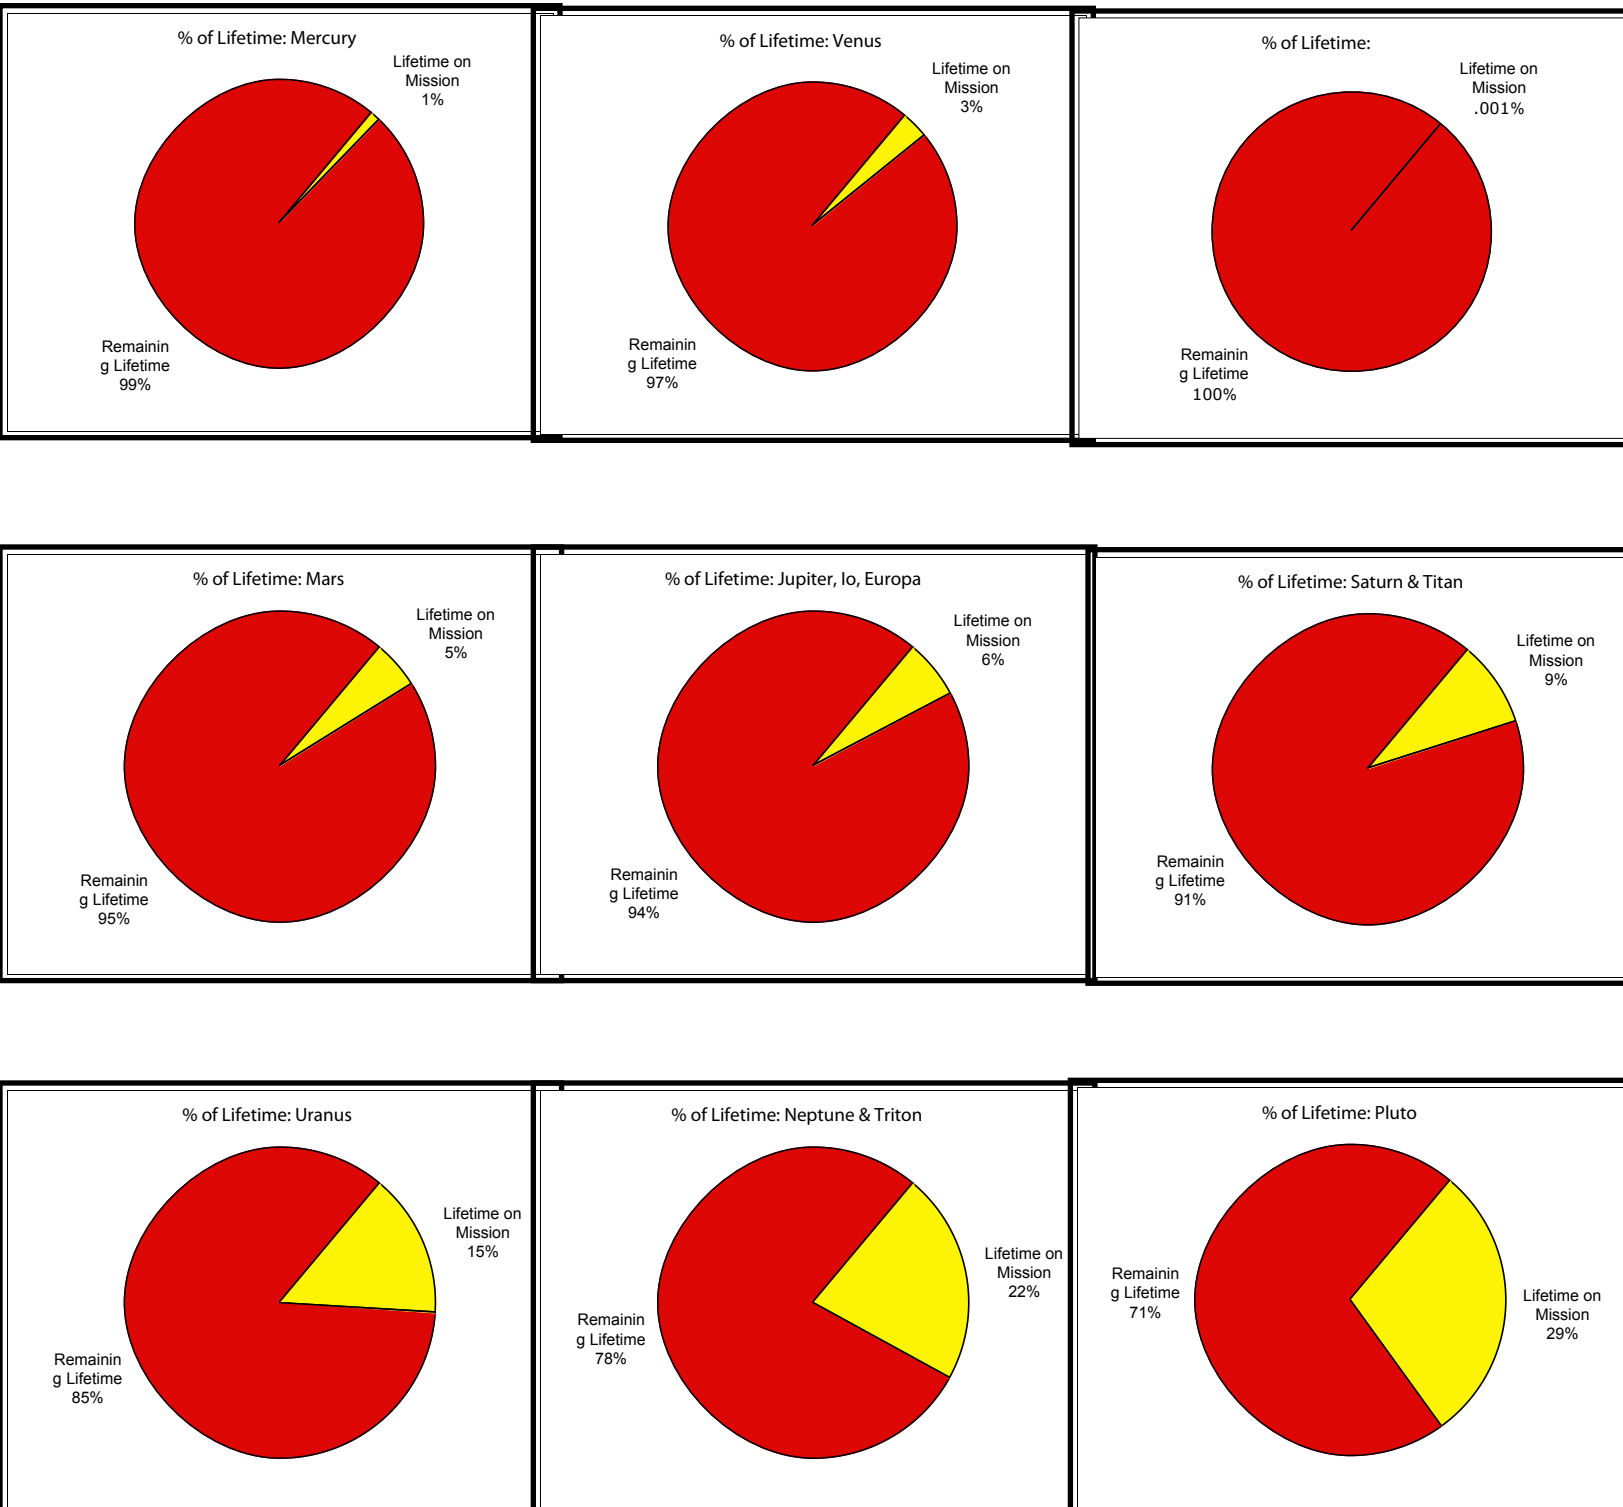 % of Lifetime: Mercury
Lifetime on
Mission
1%
Remainin
g Lifetime
99%
% of Lifetime: Venus
Lifetime on
Mission
3%
Remainin
g Lifetime
97%
% of Lifetime:
Lifetime on
Mission
.001%
Remainin
g Lifetime
100%
% of Lifetime: Mars
Lifetime on
Mission
5%
Remainin
g Lifetime
95%
% of Lifetime: Jupiter, Io, Europa
Lifetime on
Mission
6%
Remainin
g Lifetime
94%
% of Lifetime: Saturn & Titan
Lifetime on
Mission
9%
Remainin
g Lifetime
91%
% of Lifetime: Uranus
Lifetime on
Mission
15%
Remainin
g Lifetime
85%
% of Lifetime: Neptune & Triton
Lifetime on
Mission
22%
Remainin
g Lifetime
78%
% of Lifetime: Pluto
Remainin
g Lifetime
71%
Lifetime on
Mission
29%